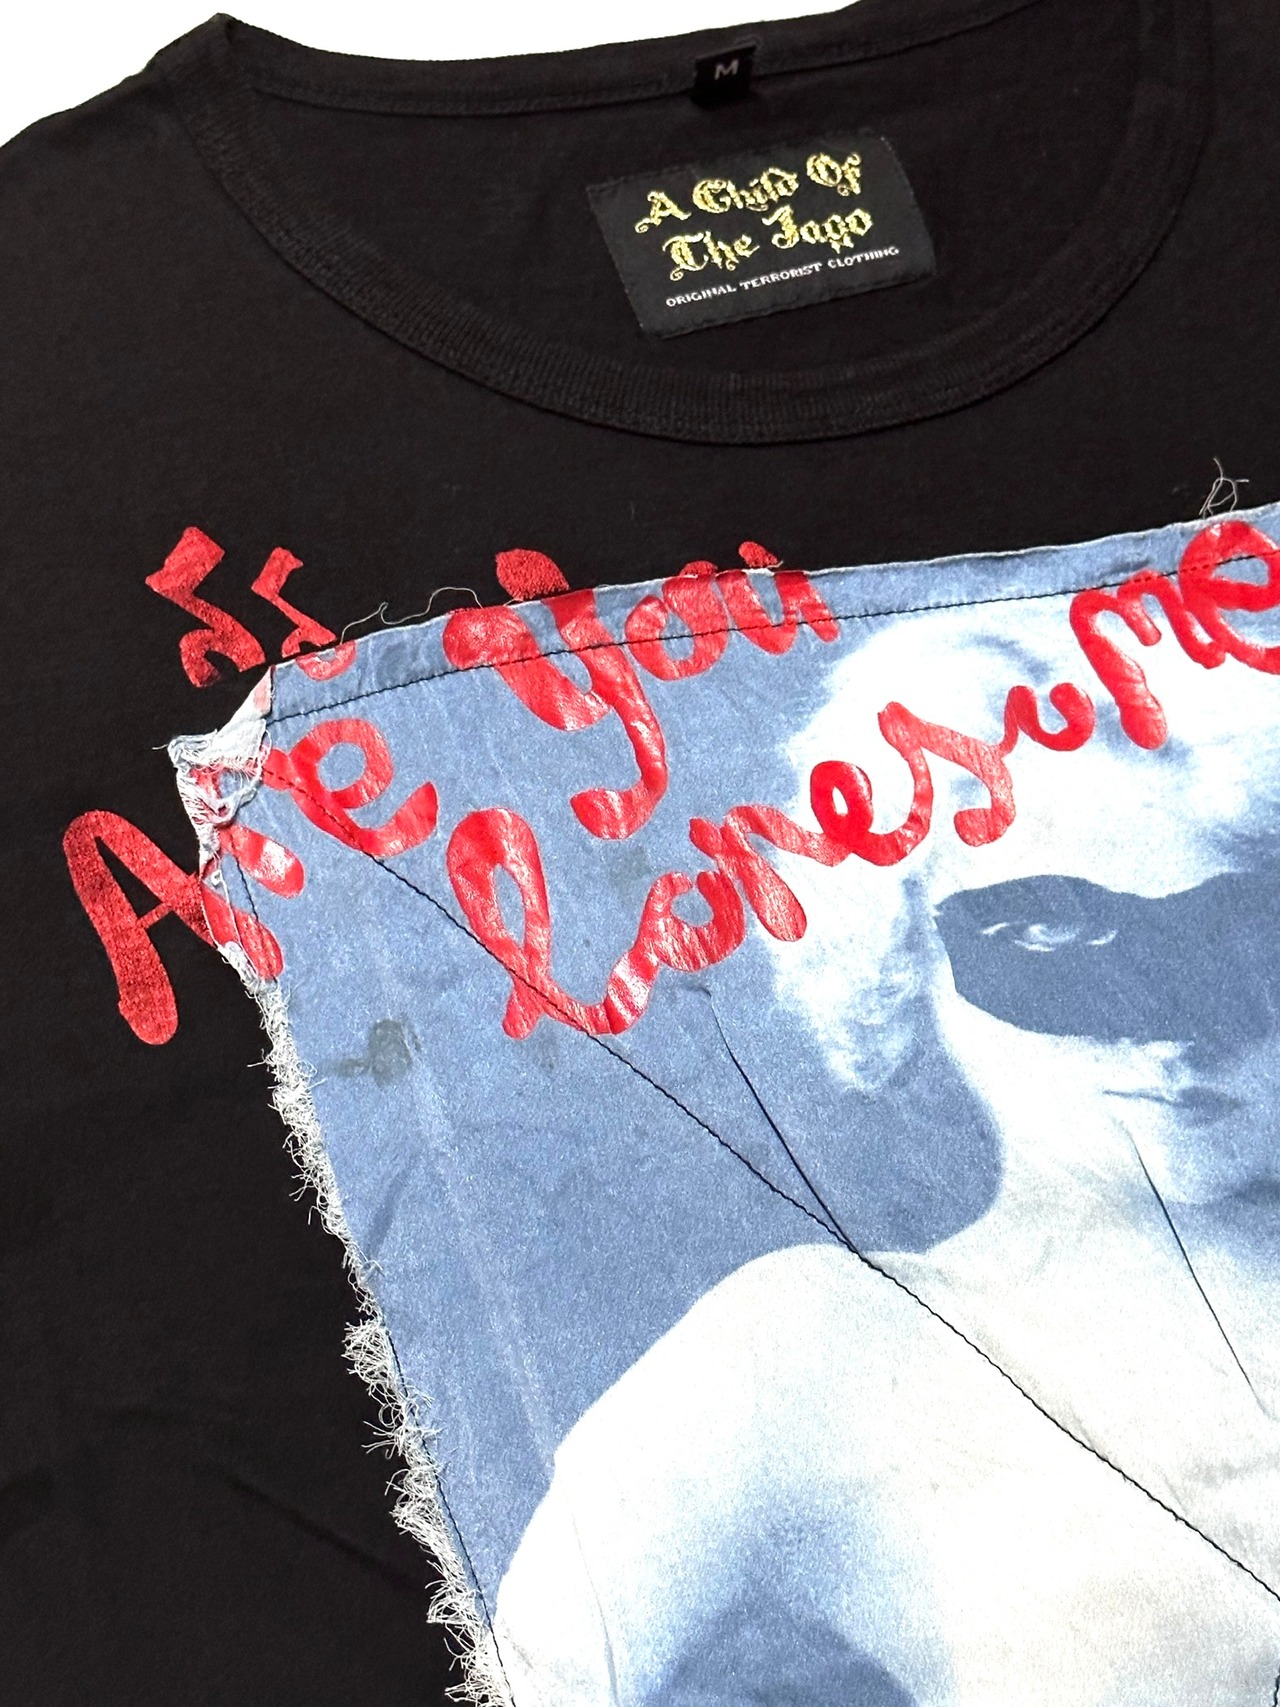 M
A Child Of
The Jago
ORIGINAL TERRORIST CLOTHING
"Are You
lonesome